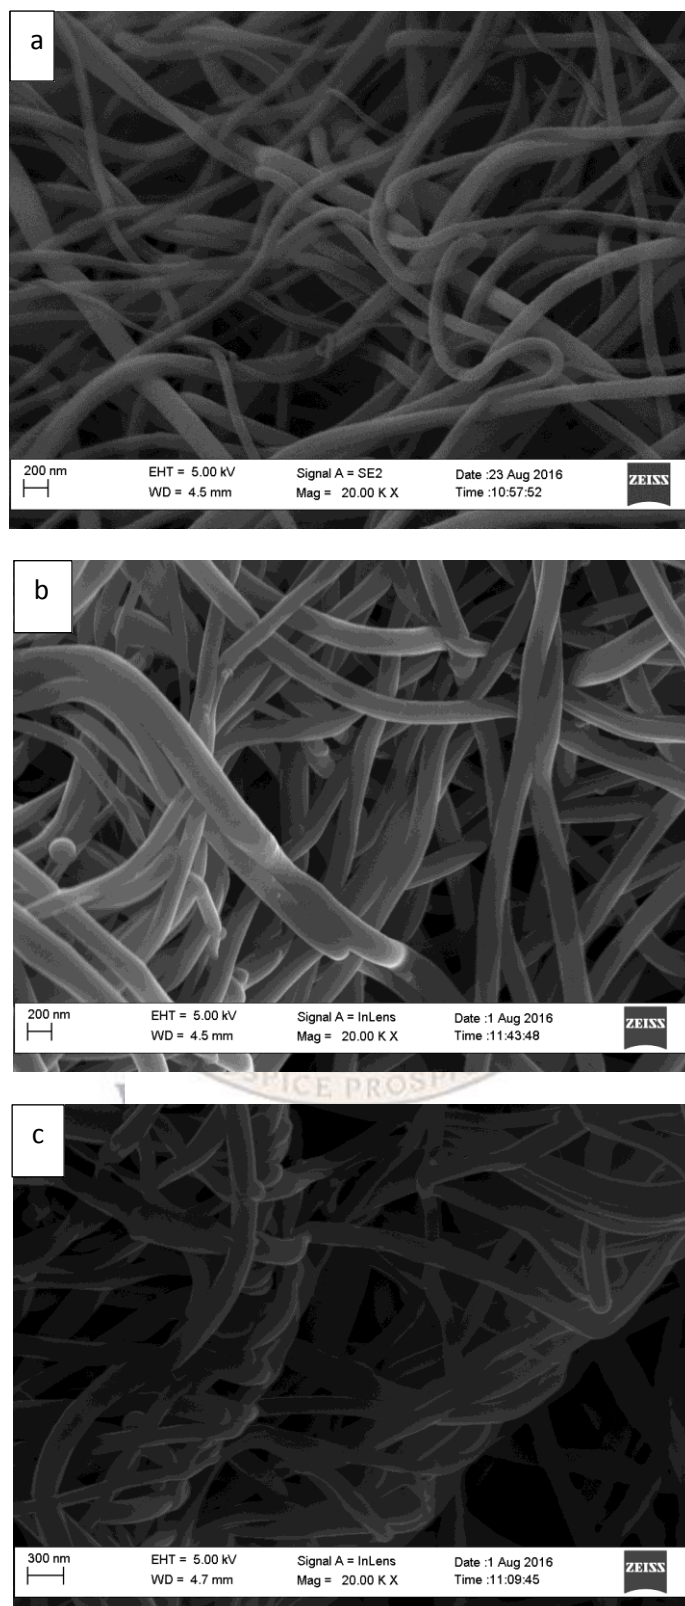 a
200 nm EHT = 5.00 kV Signal A = SE2 Date :23 Aug 2016 ZEISS
WD = 4.5 mm Mag = 20.00 K X Time :10:57:52
b
200 nm EHT = 5.00 kV Signal A = InLens Date :1 Aug 2016 ZEISS
WD = 4.5 mm Mag = 20.00 K X Time :11:43:48
SPICE PROSP
c
300 nm EHT = 5.00 kV Signal A = InLens Date :1 Aug 2016 ZEISS
WD = 4.7 mm Mag = 20.00 K X Time :11:09:45